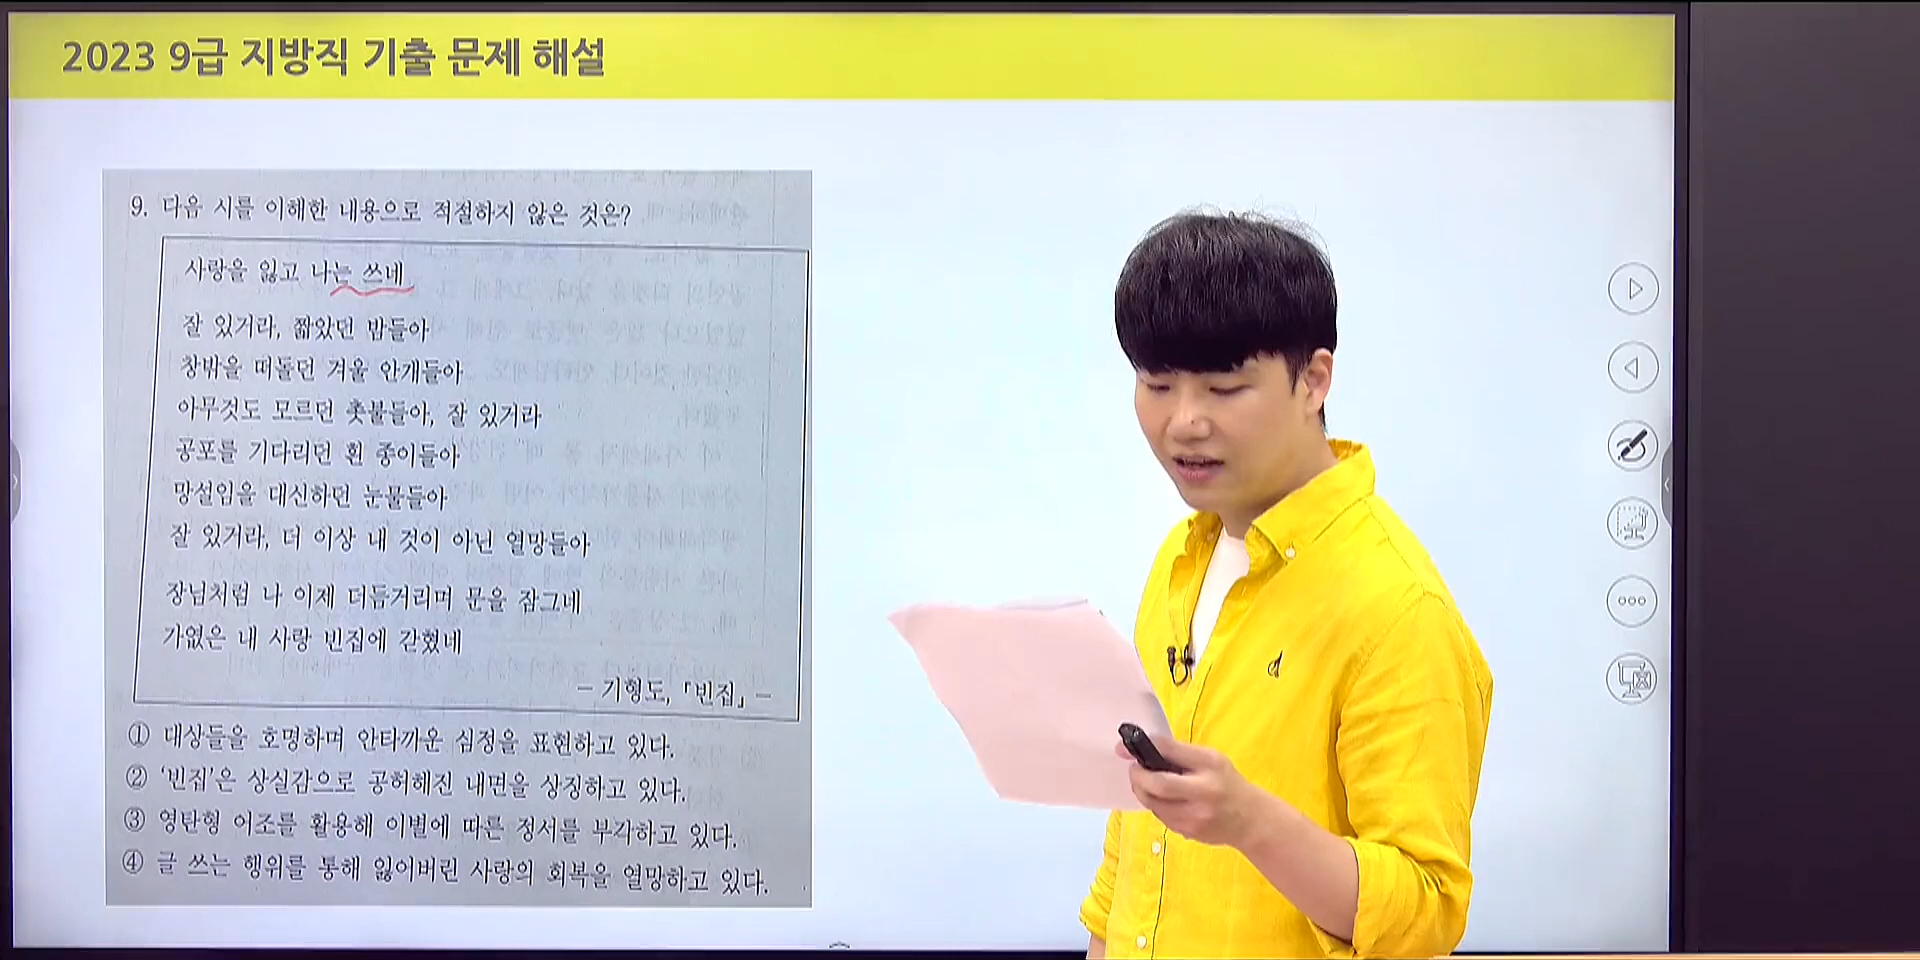 2023 9급 지방직 기출 문제 해설
9. 다음 시를 이해한 내용으로 적절하지 않은 것은?
사랑을 잃고 나는 쓰네
잘 있거라, 짧았던 밤들아
창밖을 떠돌던 겨울 안개들아
아무것도 모르던 촛불들아, 잘 있거라
공포를 기다리던 흰 종이들아
망설임을 대신하던 눈물들아
잘 있거라, 더 이상 내 것이 아닌 열망들아
장님처럼 나 이제 더듬거리며 문을 잠그네
가엾은 내 사랑 빈집에 갇혔네
- 기형도, 「빈집」 -
① 대상들을 호명하며 안타까운 심정을 표현하고 있다.
② ‘빈집’은 상실감으로 공허해진 내면을 상징하고 있다.
③ 영탄형 어조를 활용해 이별에 따른 정서를 부각하고 있다.
④ 글 쓰는 행위를 통해 잃어버린 사랑의 회복을 열망하고 있다.